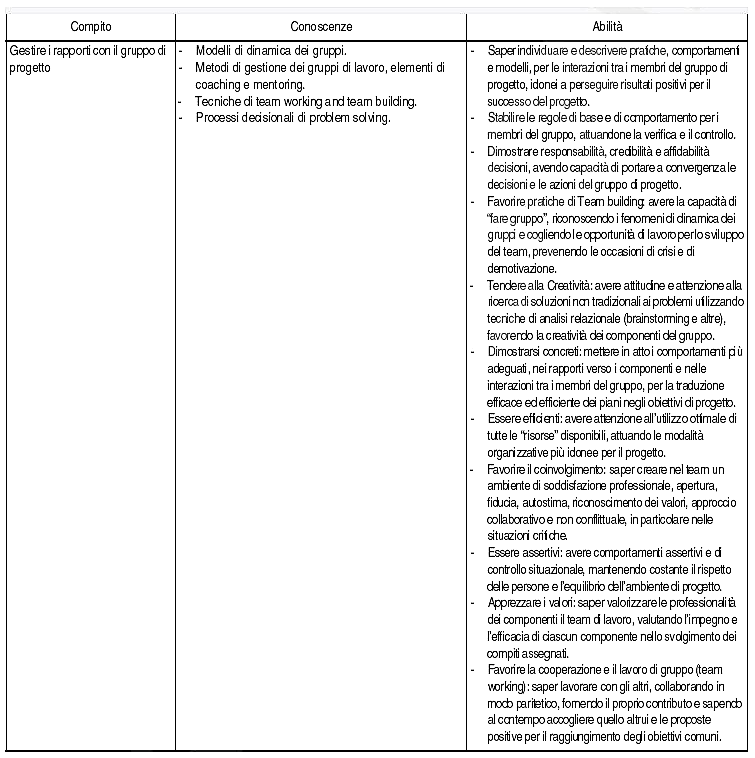 Compito
Conoscenze
Abilità
Gestire i rapporti con il gruppo di
progetto
- Modelli di dinamica dei gruppi.
- Metodi di gestione dei gruppi di lavoro, elementi di
coaching e mentoring.
- Tecniche di team working and team building.
- Processi decisionali di problem solving.
- Saper individuare e descrivere pratiche, comportamenti
e modelli, per le interazioni tra i membri del gruppo di
progetto, idonei a perseguire risultati positivi per il
successo del progetto.
- Stabilire le regole di base e di comportamento per i
membri del gruppo, attuandone la verifica e il controllo.
- Dimostrare responsabilità, credibilità e affidabilità
decisioni, avendo capacità di portare a convergenza le
decisioni e le azioni del gruppo di progetto.
- Favorire pratiche di Team building: avere la capacità di
“fare gruppo”, riconoscendo i fenomeni di dinamica dei
gruppi e cogliendo le opportunità di lavoro per lo sviluppo
del team, prevenendo le occasioni di crisi e di
demotivazione.
- Tendere alla Creatività: avere attitudine e attenzione alla
ricerca di soluzioni non tradizionali ai problemi utilizzando
tecniche di analisi relazionale (brainstorming e altre),
favorendo la creatività dei componenti del gruppo.
- Dimostrarsi concreti: mettere in atto i comportamenti più
adeguati, nei rapporti verso i componenti e nelle
interazioni tra i membri del gruppo, per la traduzione
efficace ed efficiente dei piani negli obiettivi di progetto.
- Essere efficienti: avere attenzione all’utilizzo ottimale di
tutte le “risorse” disponibili, attuando le modalità
organizzative più idonee per il progetto.
- Favorire il coinvolgimento: saper creare nel team un
ambiente di soddisfazione professionale, apertura,
fiducia, autostima, riconoscimento dei valori, approccio
collaborativo e non conflittuale, in particolare nelle
situazioni critiche.
- Essere assertivi: avere comportamenti assertivi e di
controllo situazionale, mantenendo costante il rispetto
delle persone e l’equilibrio dell’ambiente di progetto.
- Apprezzare i valori: saper valorizzare le professionalità
dei componenti il team di lavoro, valutando l’impegno e
l’efficacia di ciascun componente nello svolgimento dei
compiti assegnati.
- Favorire la cooperazione e il lavoro di gruppo (team
working): saper lavorare con gli altri, collaborando in
modo paritetico, fornendo il proprio contributo e sapendo
al contempo accogliere quello altrui e le proposte
positive per il raggiungimento degli obiettivi comuni.